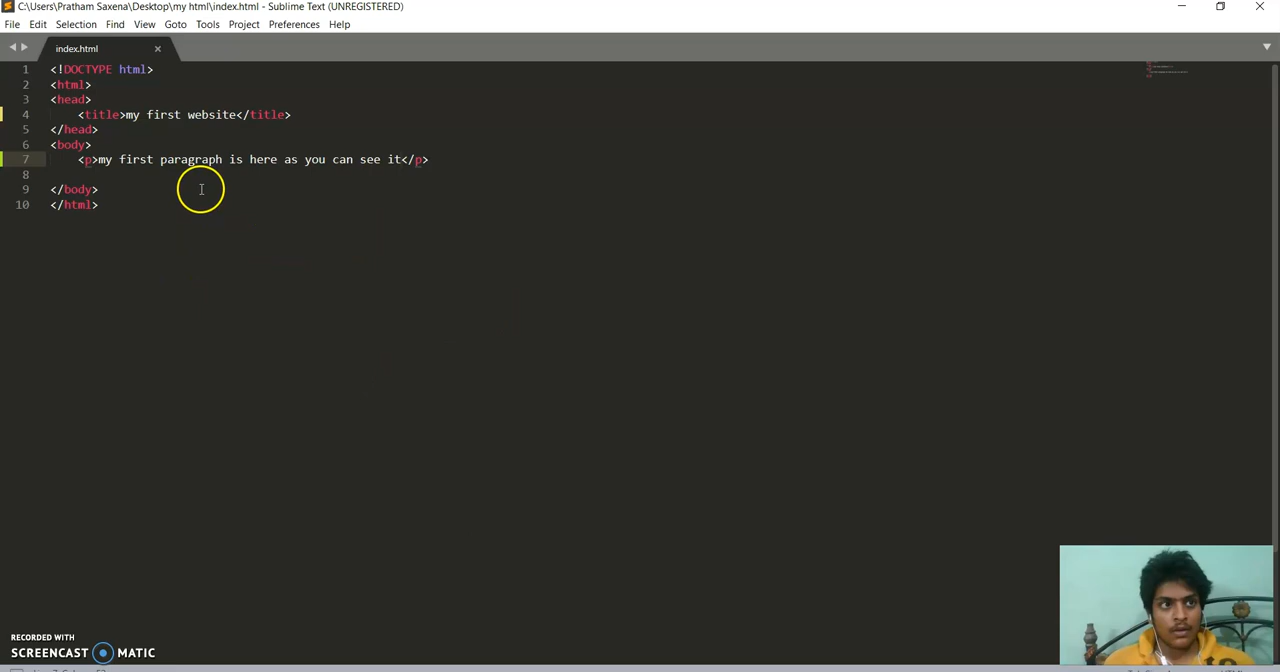 C:\Users\Pratham Saxena\Desktop\my html\index.html - Sublime Text (UNREGISTERED)
File Edit Selection Find View Goto Tools Project Preferences Help
index.html
1 <!DOCTYPE html>
2 <html>
3 <head>
4 <title>my first website</title>
5 </head>
6 <body>
7 <p>my first paragraph is here as you can see it</p>
8
9 </body>
10 </html>
RECORDED WITH
SCREENCAST MATIC